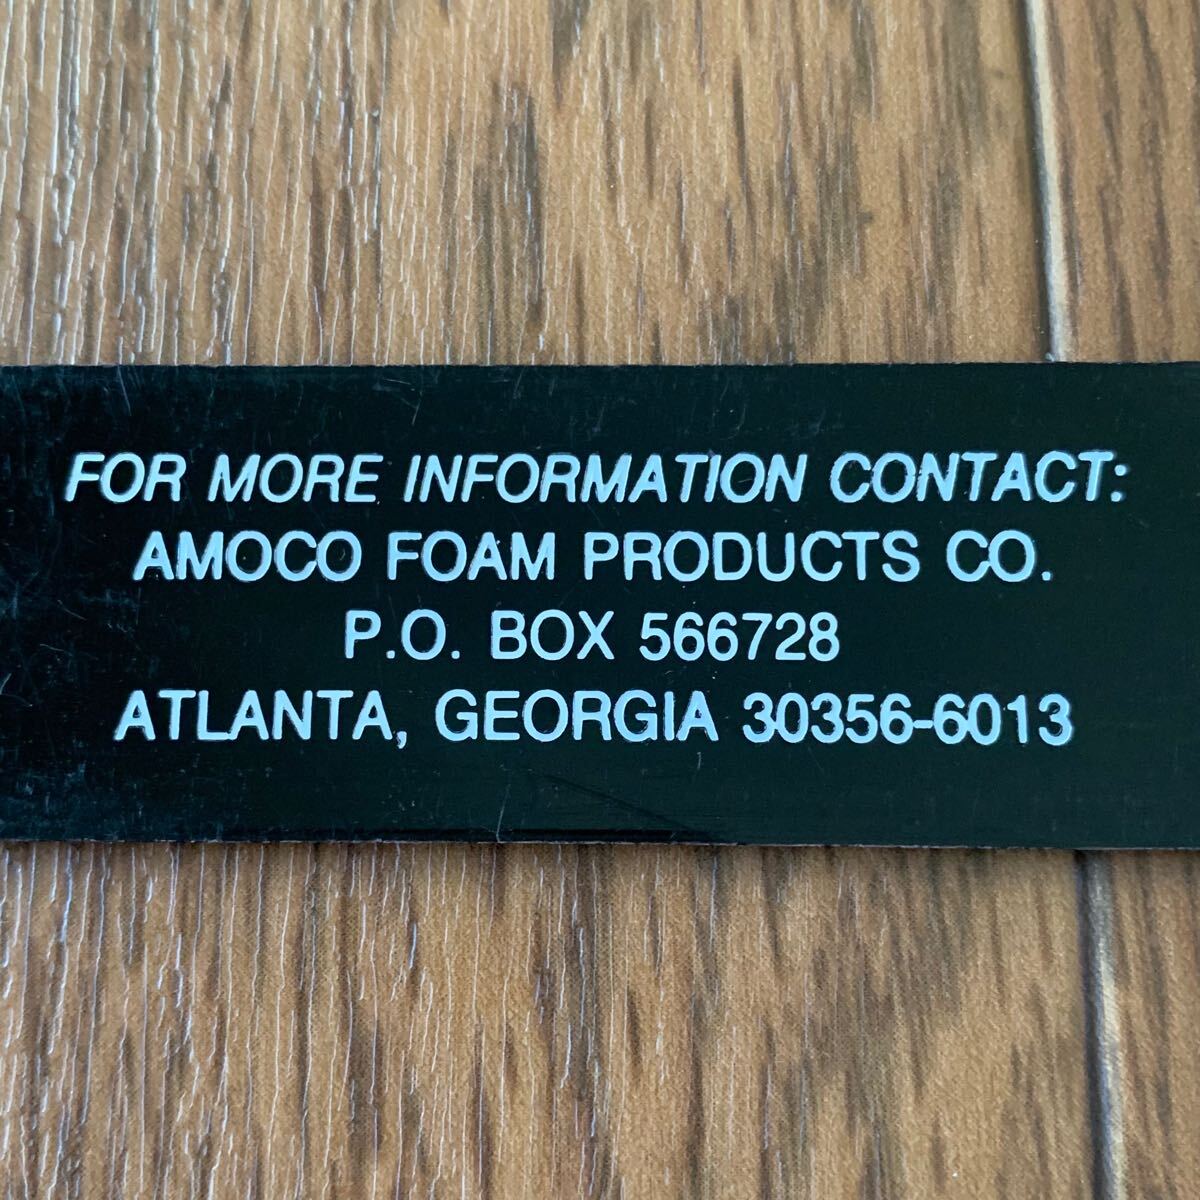 FOR MORE INFORMATION CONTACT:
AMOCO FOAM PRODUCTS CO.
P.O. BOX 566728
ATLANTA, GEORGIA 30356-6013